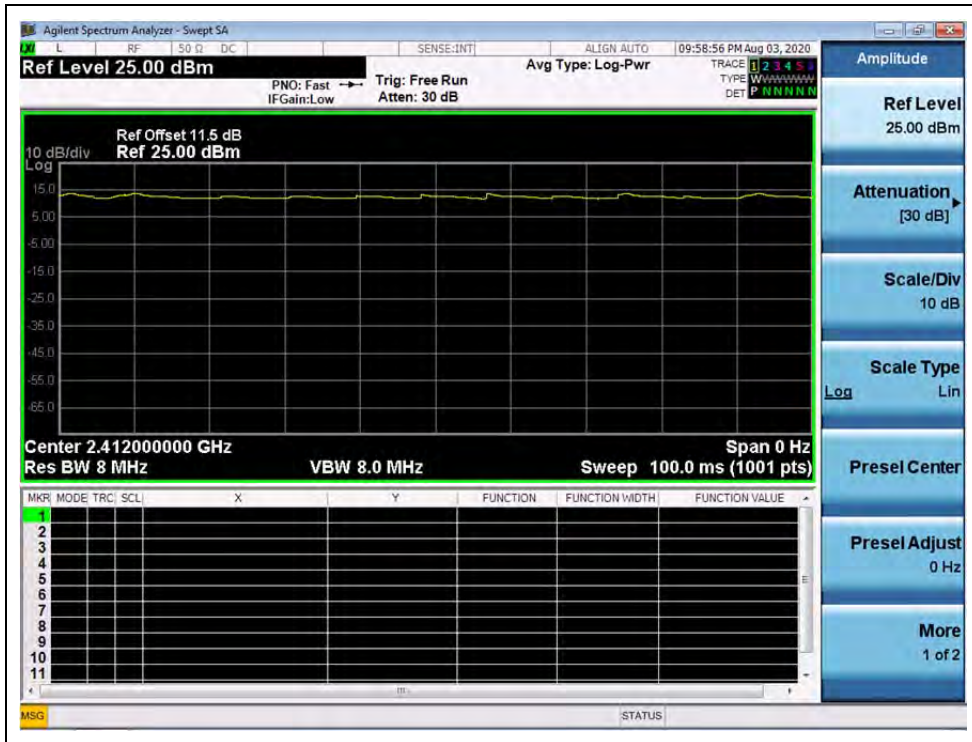 Agilent Spectrum Analyzer - Swept SA
L RF 50 Ω DC SENSE:INT ALIGN AUTO 09:58:56 PM Aug 03, 2020
Ref Level 25.00 dBm
PNO: Fast
IFGain:Low
Trig: Free Run
Atten: 30 dB
Avg Type: Log-Pwr
TRACE 1 2 3 4 5 6
TYPE W
DET P N N N N N
Ref Offset 11.5 dB
10 dB/div Ref 25.00 dBm
Log
15.0
5.00
-5.00
-15.0
-25.0
-35.0
-45.0
-55.0
-65.0
Center 2.412000000 GHz Span 0 Hz
Res BW 8 MHz VBW 8.0 MHz Sweep 100.0 ms (1001 pts)
MKR MODE TRC SCL X Y FUNCTION FUNCTION WIDTH FUNCTION VALUE
1
2
3
4
5
6
7
8
9
10
11
MSG STATUS
Amplitude
Ref Level
25.00 dBm
Attenuation
[30 dB]
Scale/Div
10 dB
Scale Type
Log Lin
Presel Center
Presel Adjust
0 Hz
More
1 of 2